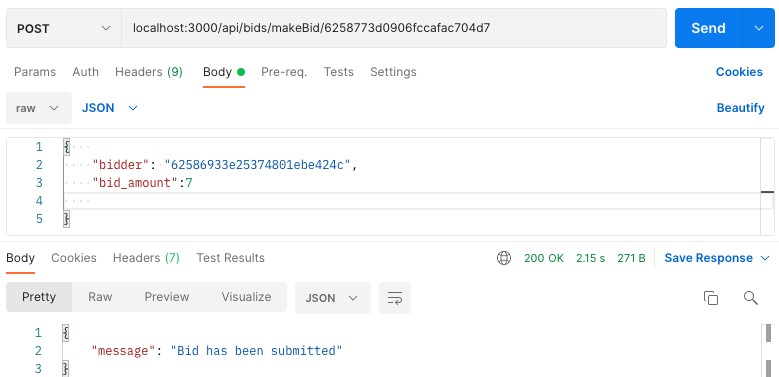 POST localhost:3000/api/bids/makeBid/6258773d0906fccafac704d7 Send
Params Auth Headers (9) Body Pre-req. Tests Settings Cookies
raw JSON Beautify
1 {
2 "bidder": "62586933e25374801ebe424c",
3 "bid_amount":7
4
5 }
Body Cookies Headers (7) Test Results 200 OK 2.15 s 271 B Save Response
Pretty Raw Preview Visualize JSON
1 {
2 "message": "Bid has been submitted"
3 }